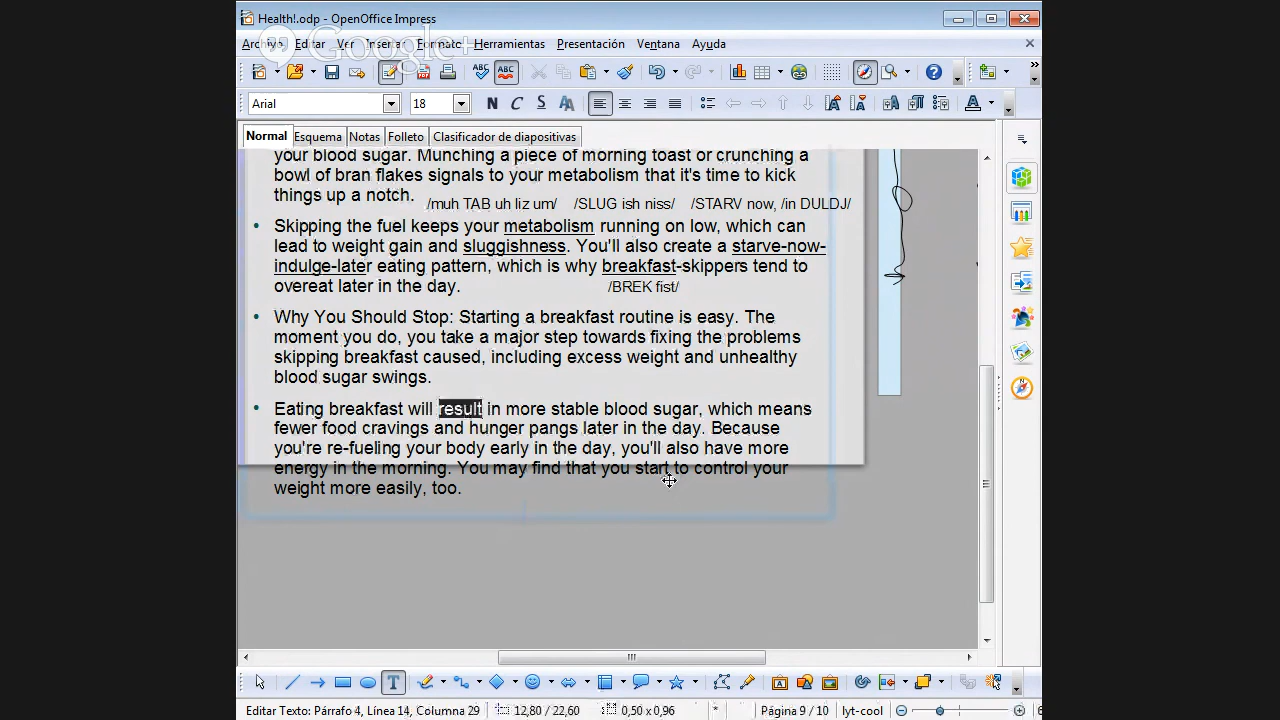 Health!.odp - OpenOffice Impress
Google+
Archivo Editar Ver Insertar Formato Herramientas Presentación Ventana Ayuda
Arial 18 N C S
Normal Esquema Notas Folleto Clasificador de diapositivas
your blood sugar. Munching a piece of morning toast or crunching a
bowl of bran flakes signals to your metabolism that it's time to kick
things up a notch.
/muh TAB uh liz um/ /SLUG ish niss/ /STARV now, /in DULDJ/
• Skipping the fuel keeps your metabolism running on low, which can
lead to weight gain and sluggishness. You'll also create a starve-now-
indulge-later eating pattern, which is why breakfast-skippers tend to
overeat later in the day.
/BREK fist/
• Why You Should Stop: Starting a breakfast routine is easy. The
moment you do, you take a major step towards fixing the problems
skipping breakfast caused, including excess weight and unhealthy
blood sugar swings.
• Eating breakfast will result in more stable blood sugar, which means
fewer food cravings and hunger pangs later in the day. Because
you're re-fueling your body early in the day, you'll also have more
energy in the morning. You may find that you start to control your
weight more easily, too.
Editar Texto: Párrafo 4, Línea 14, Columna 29 12,80 / 22,60 0,50 x 0,96 * Página 9 / 10 lyt-cool 6